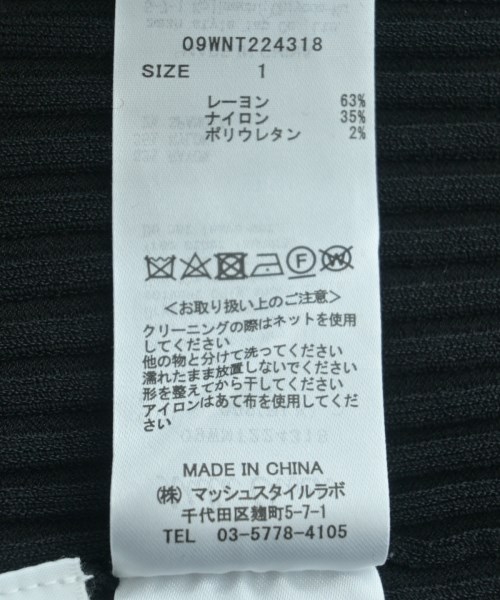 09WNT224318
SIZE 1
レーヨン 63%
ナイロン 35%
ポリウレタン 2%
<お取り扱い上のご注意>
クリーニングの際はネットを使用
してください
他の物と分けて洗ってください
濡れたまま放置しないでください
形を整えてから干してください
アイロンはあて布を使用してくだ
さい
MADE IN CHINA
(株) マッシュスタイルラボ
千代田区麹町5-7-1
TEL 03-5778-4105